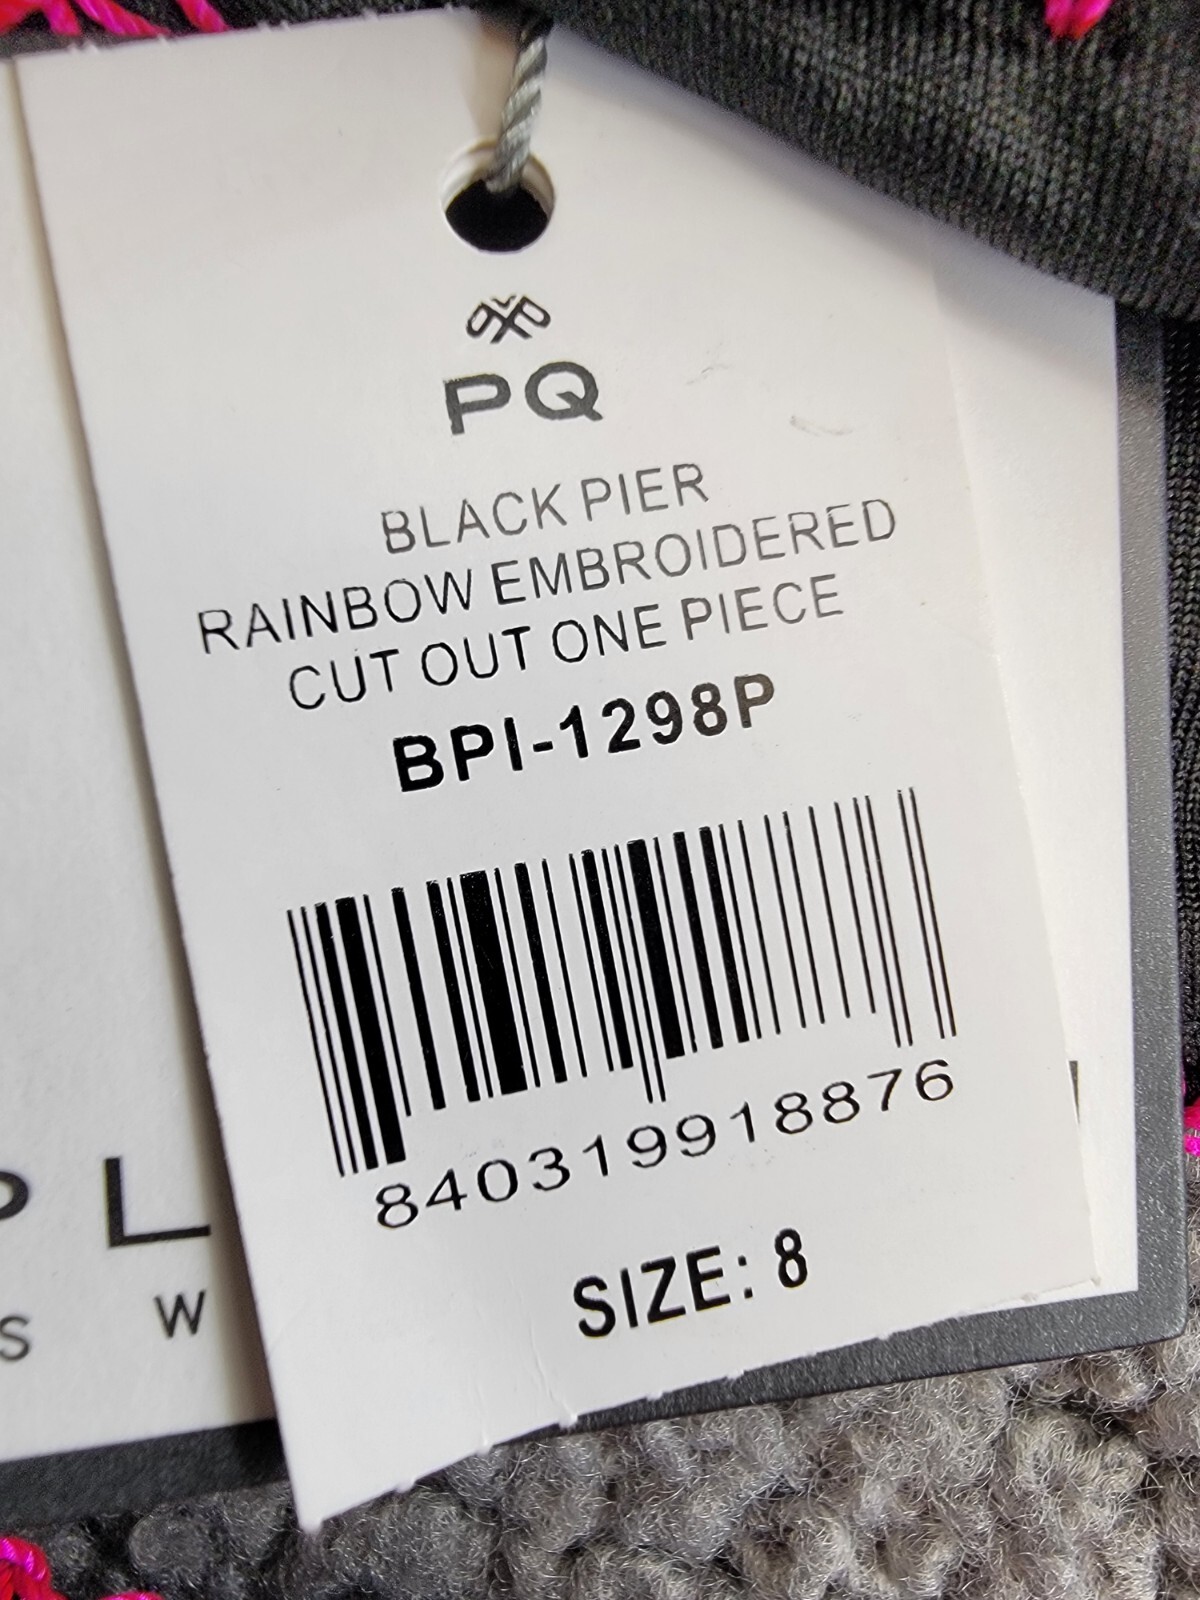 PQ
BLACK PIER
RAINBOW EMBROIDERED
CUT OUT ONE PIECE
BPI-1298P
840319918876
SIZE: 8
P L
S W